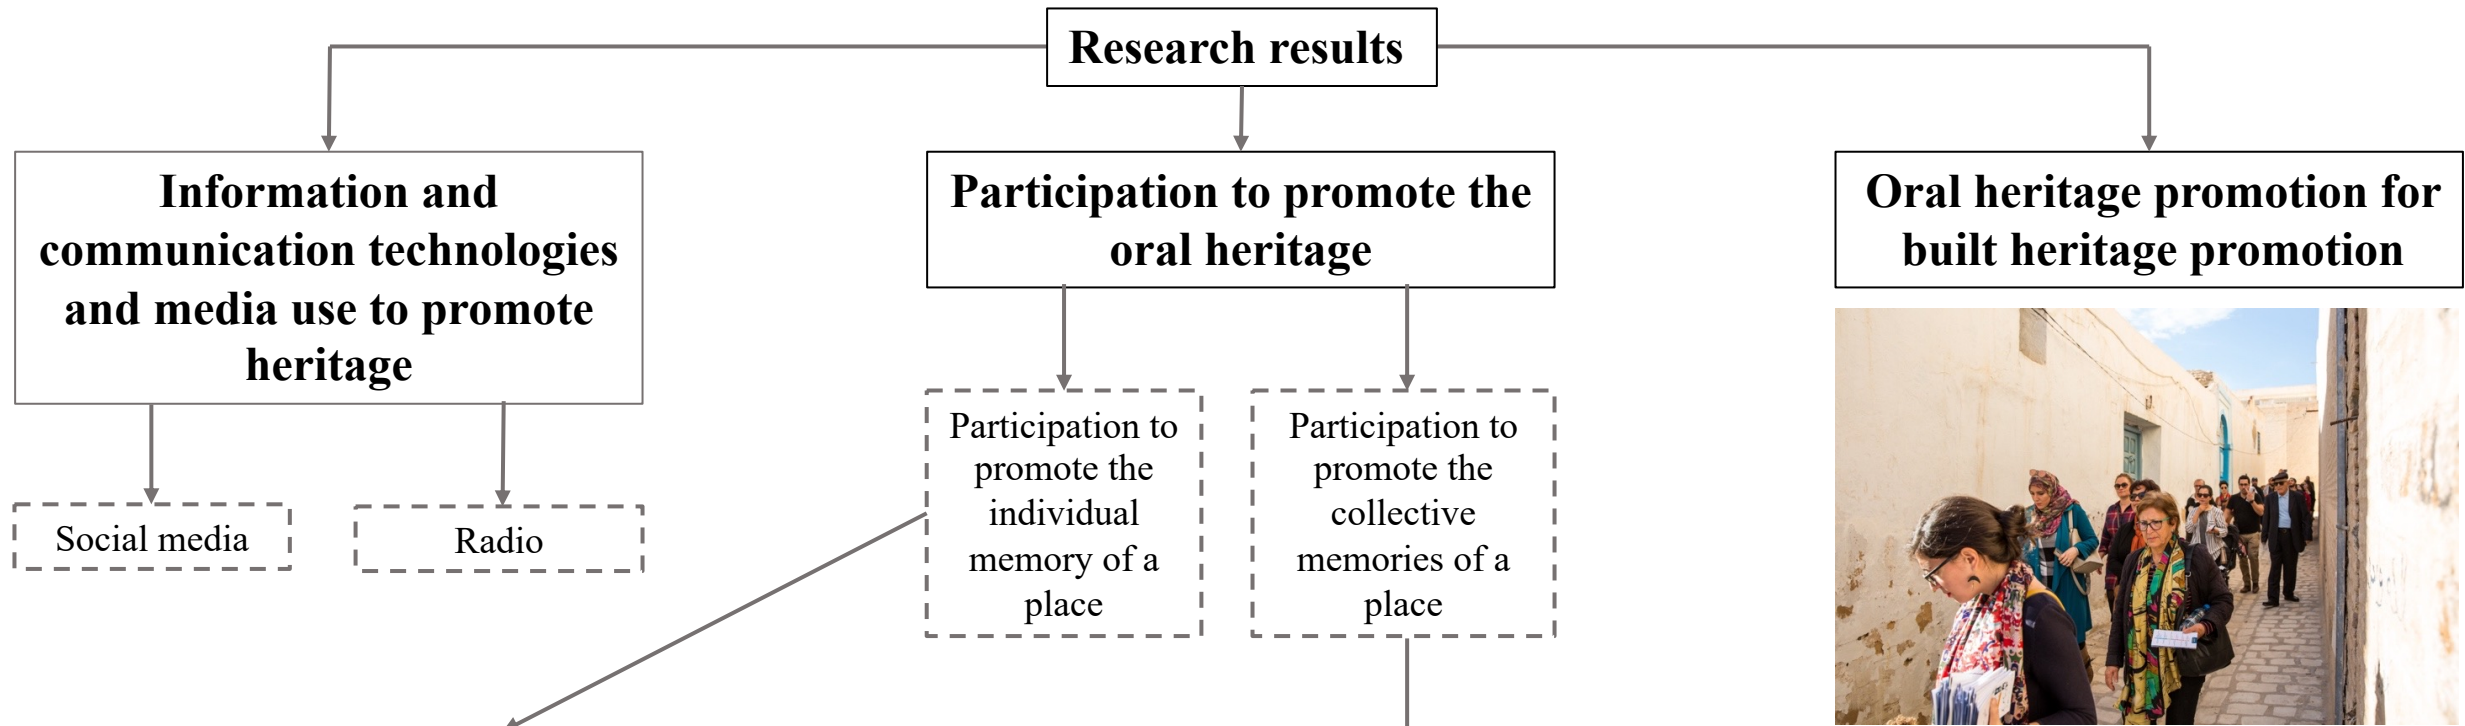 Research results
Information and
communication technologies
and media use to promote
heritage
Participation to promote the
oral heritage
Oral heritage promotion for
built heritage promotion
Social media
Radio
Participation to
promote the
individual
memory of a
place
Participation to
promote the
collective
memories of a
place